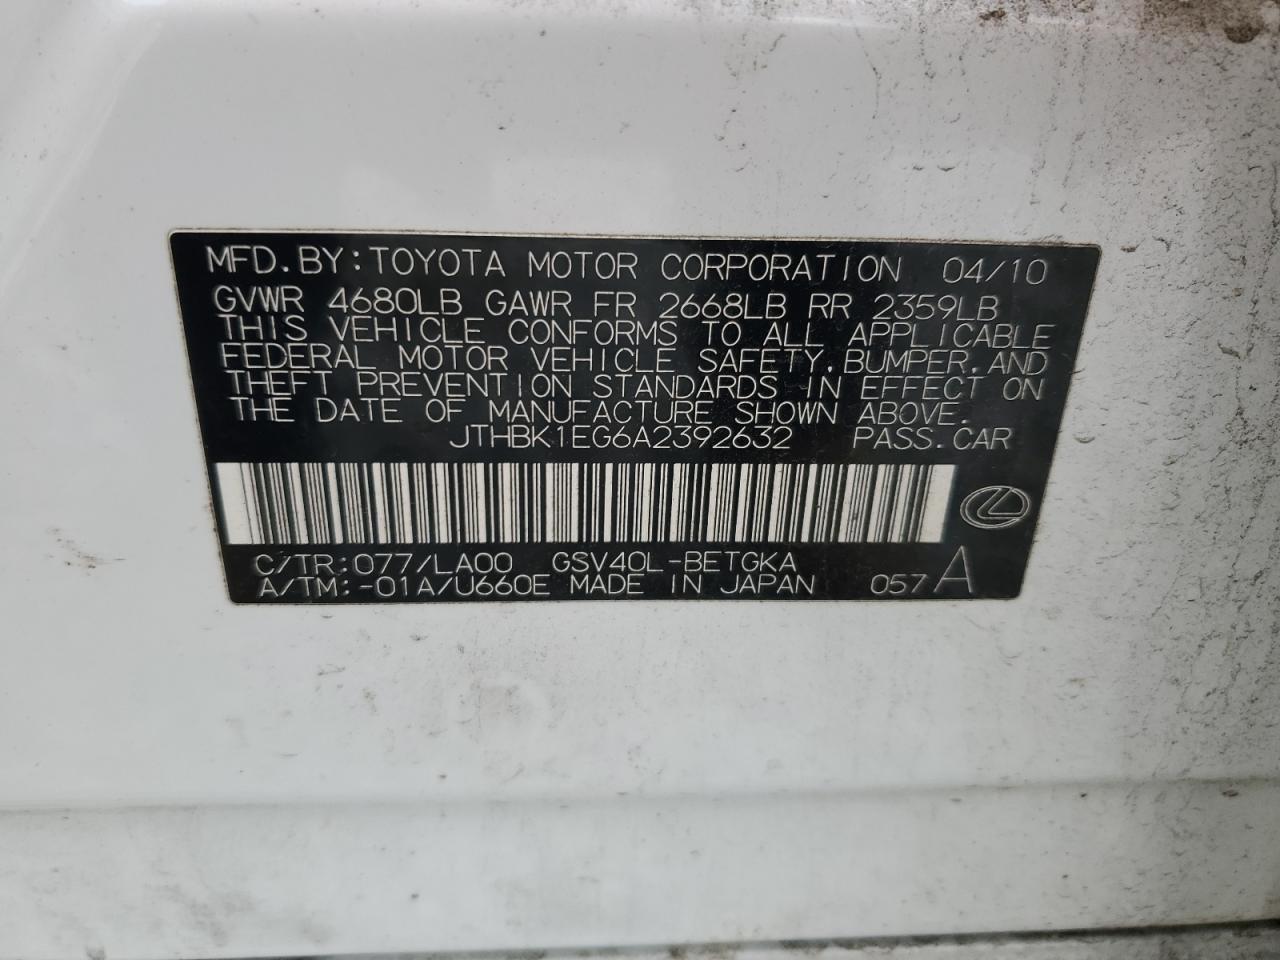 MFD.BY:TOYOTA MOTOR CORPORATION 04/10
GVWR 4680LB GAWR FR 2668LB RR 2359LB
THIS VEHICLE CONFORMS TO ALL APPLICABLE
FEDERAL MOTOR VEHICLE SAFETY,BUMPER,AND
THEFT PREVENTION STANDARDS IN EFFECT ON
THE DATE OF MANUFACTURE SHOWN ABOVE.
JTHBK1EG6A2392632 PASS.CAR
C/TR:077/LA00 GSV40L-BETGKA
A/TM:-01A/U660E MADE IN JAPAN 057A